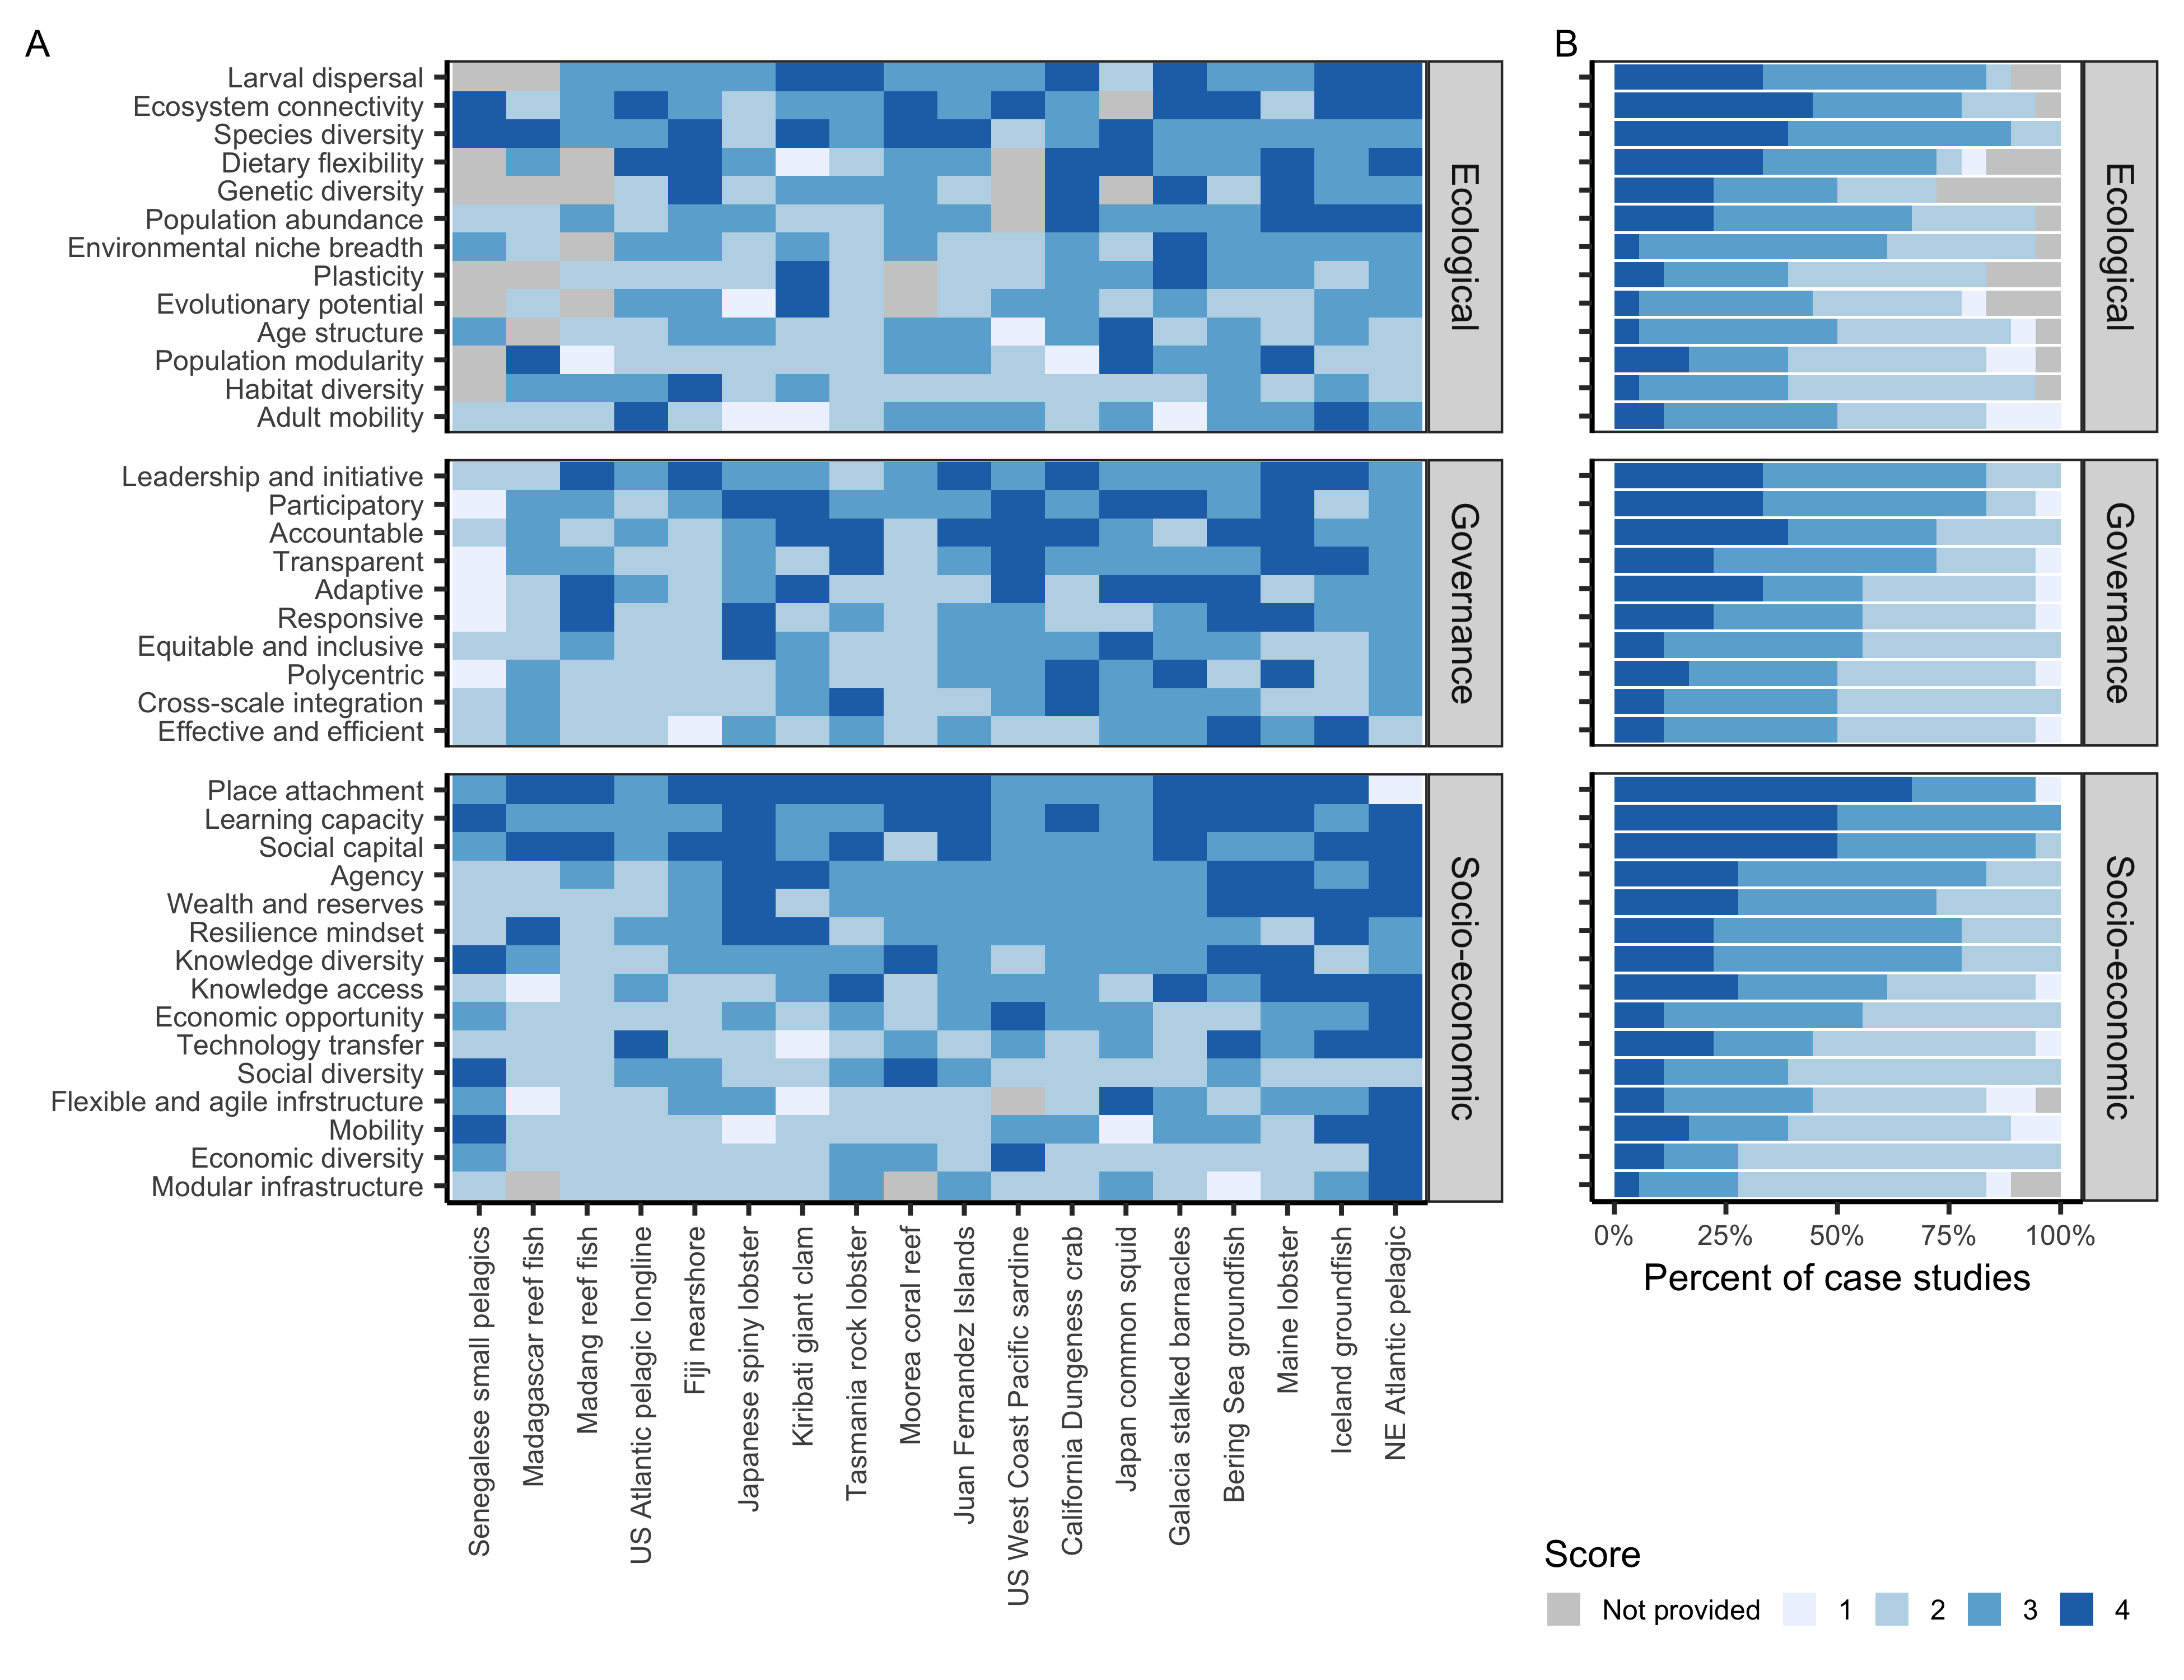 A
B
Larval dispersal
Ecosystem connectivity
Species diversity
Dietary flexibility
Genetic diversity
Population abundance
Environmental niche breadth
Plasticity
Evolutionary potential
Age structure
Population modularity
Habitat diversity
Adult mobility
Ecological
Ecological
Leadership and initiative
Participatory
Accountable
Transparent
Adaptive
Responsive
Equitable and inclusive
Polycentric
Cross-scale integration
Effective and efficient
Governance
Governance
Place attachment
Learning capacity
Social capital
Agency
Wealth and reserves
Resilience mindset
Knowledge diversity
Knowledge access
Economic opportunity
Technology transfer
Social diversity
Flexible and agile infrstructure
Mobility
Economic diversity
Modular infrastructure
Socio-economic
Socio-economic
Senegalese small pelagics
Madagascar reef fish
Madang reef fish
US Atlantic pelagic longline
Fiji nearshore
Japanese spiny lobster
Kiribati giant clam
Tasmania rock lobster
Moorea coral reef
Juan Fernandez Islands
US West Coast Pacific sardine
California Dungeness crab
Japan common squid
Galacia stalked barnacles
Bering Sea groundfish
Maine lobster
Iceland groundfish
NE Atlantic pelagic
0% 25% 50% 75% 100%
Percent of case studies
Score
Not provided 1 2 3 4